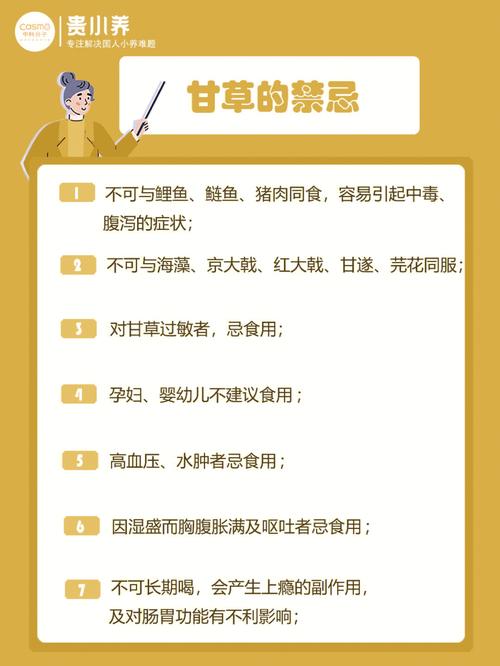 cosmo
中科分子
贵小养
专注解决国人小养难题
甘草的禁忌
1 不可与鲤鱼、鲢鱼、猪肉同食，容易引起中毒、
腹泻的症状；
2 不可与海藻、京大戟、红大戟、甘遂、芫花同服；
3 对甘草过敏者，忌食用；
4 孕妇、婴幼儿不建议食用；
5 高血压、水肿者忌食用；
6 因湿盛而胸腹胀满及呕吐者忌食用；
7 不可长期喝，会产生上瘾的副作用，
及对肠胃功能有不利影响；